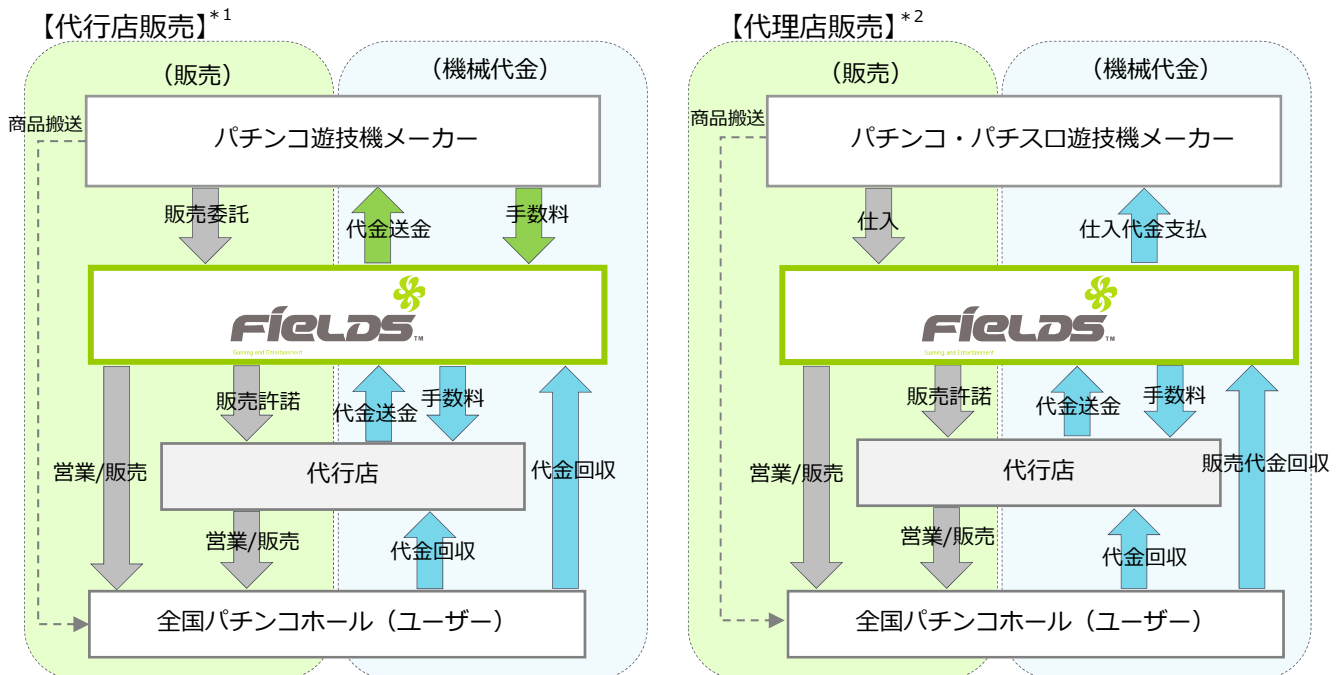 【代行店販売】*1
（販売）
（機械代金）
商品搬送
パチンコ遊技機メーカー
販売委託
代金送金
手数料
FIELDS™
Gaming and Entertainment
販売許諾
代金送金
手数料
営業/販売
代行店
代金回収
営業/販売
代金回収
全国パチンコホール（ユーザー）
【代理店販売】*2
（販売）
（機械代金）
商品搬送
パチンコ・パチスロ遊技機メーカー
仕入
仕入代金支払
FIELDS™
Gaming and Entertainment
販売許諾
代金送金
手数料
営業/販売
代行店
販売代金回収
営業/販売
代金回収
全国パチンコホール（ユーザー）